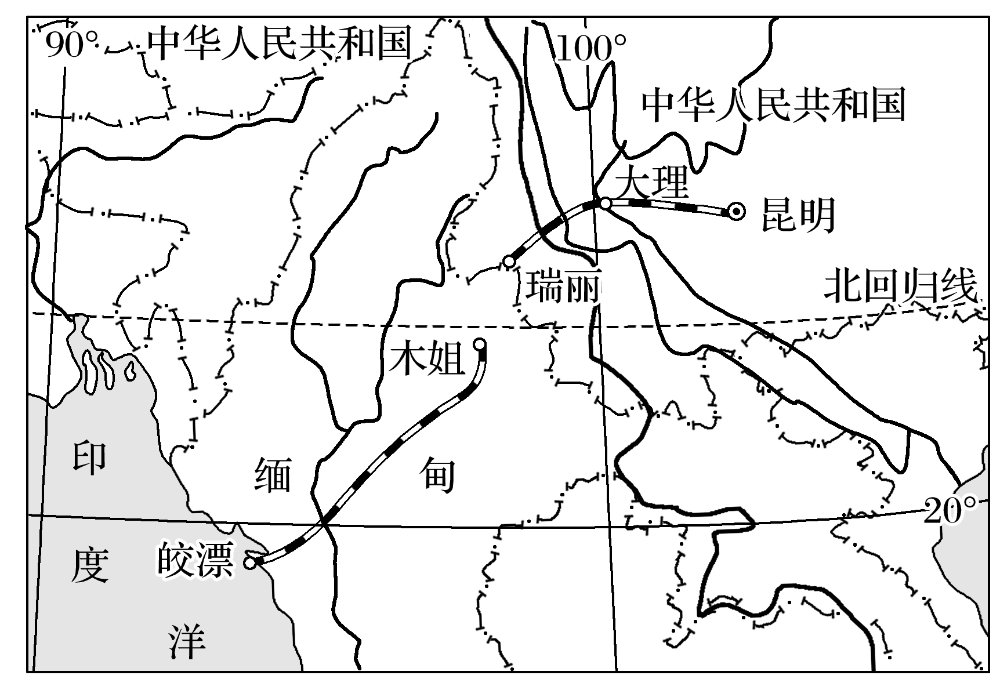 90°
中华人民共和国
100°
中华人民共和国
大理
昆明
瑞丽
北回归线
木姐
印
缅
甸
20°
度
皎漂
洋